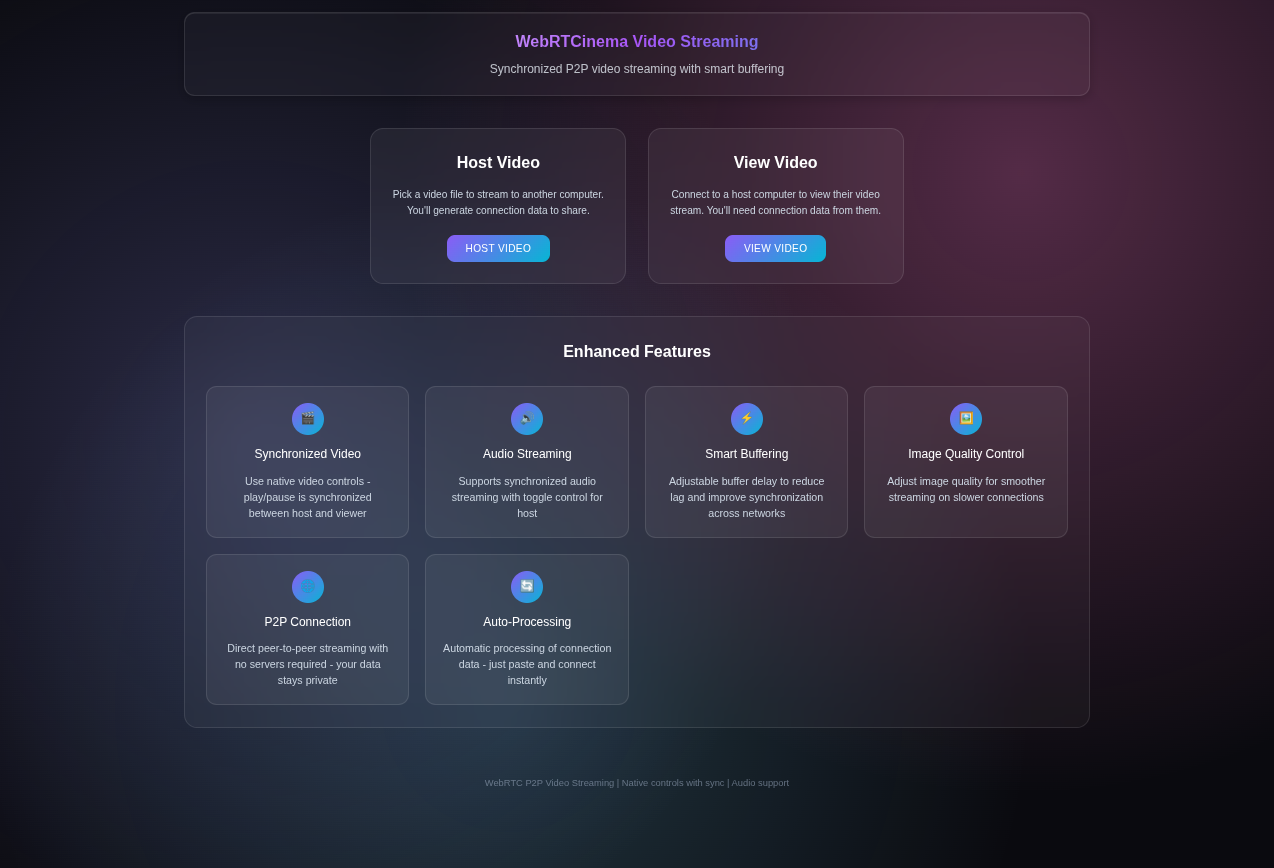 WebRTCinema Video Streaming
Synchronized P2P video streaming with smart buffering
Host Video
Pick a video file to stream to another computer.
You'll generate connection data to share.
HOST VIDEO
View Video
Connect to a host computer to view their video
stream. You'll need connection data from them.
VIEW VIDEO
Enhanced Features
Synchronized Video
Use native video controls -
play/pause is synchronized
between host and viewer
Audio Streaming
Supports synchronized audio
streaming with toggle control for
host
Smart Buffering
Adjustable buffer delay to reduce
lag and improve synchronization
across networks
Image Quality Control
Adjust image quality for smoother
streaming on slower connections
P2P Connection
Direct peer-to-peer streaming with
no servers required - your data
stays private
Auto-Processing
Automatic processing of connection
data - just paste and connect
instantly
WebRTC P2P Video Streaming | Native controls with sync | Audio support